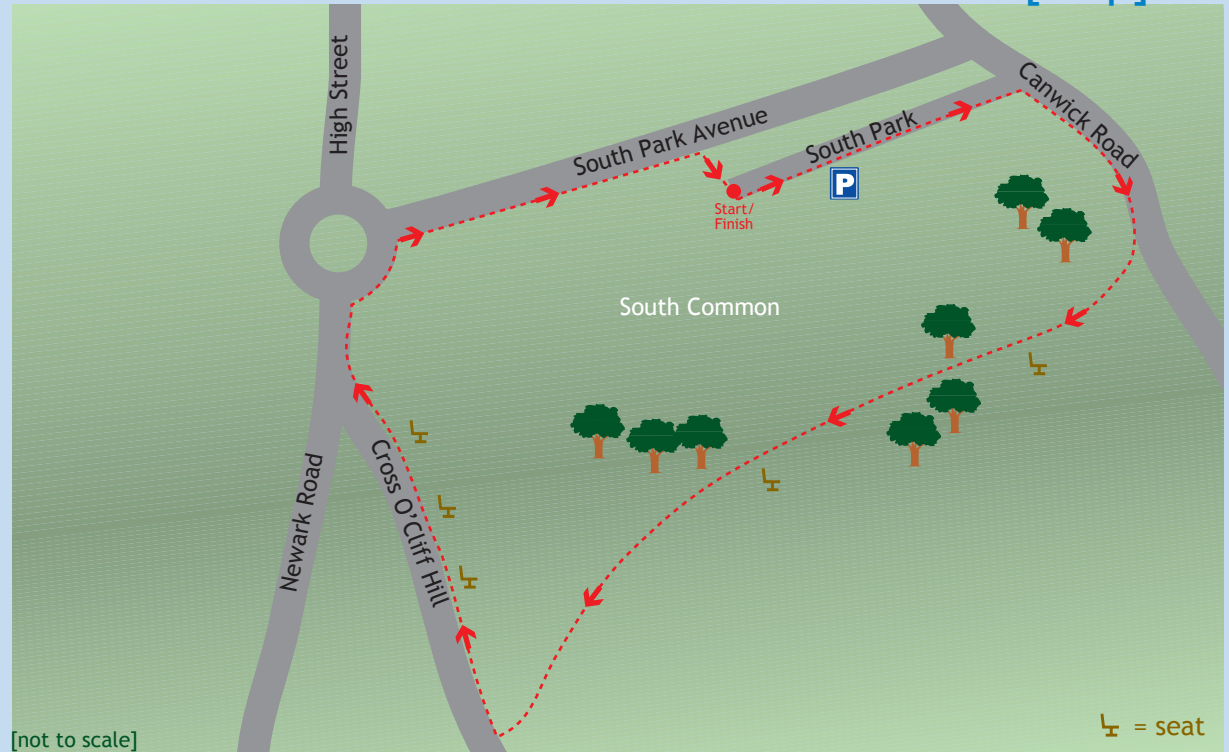 High Street
South Park Avenue
South Park
Canwick Road
P
Start/
Finish
South Common
Newark Road
Cross O'Cliff Hill
[not to scale]
= seat